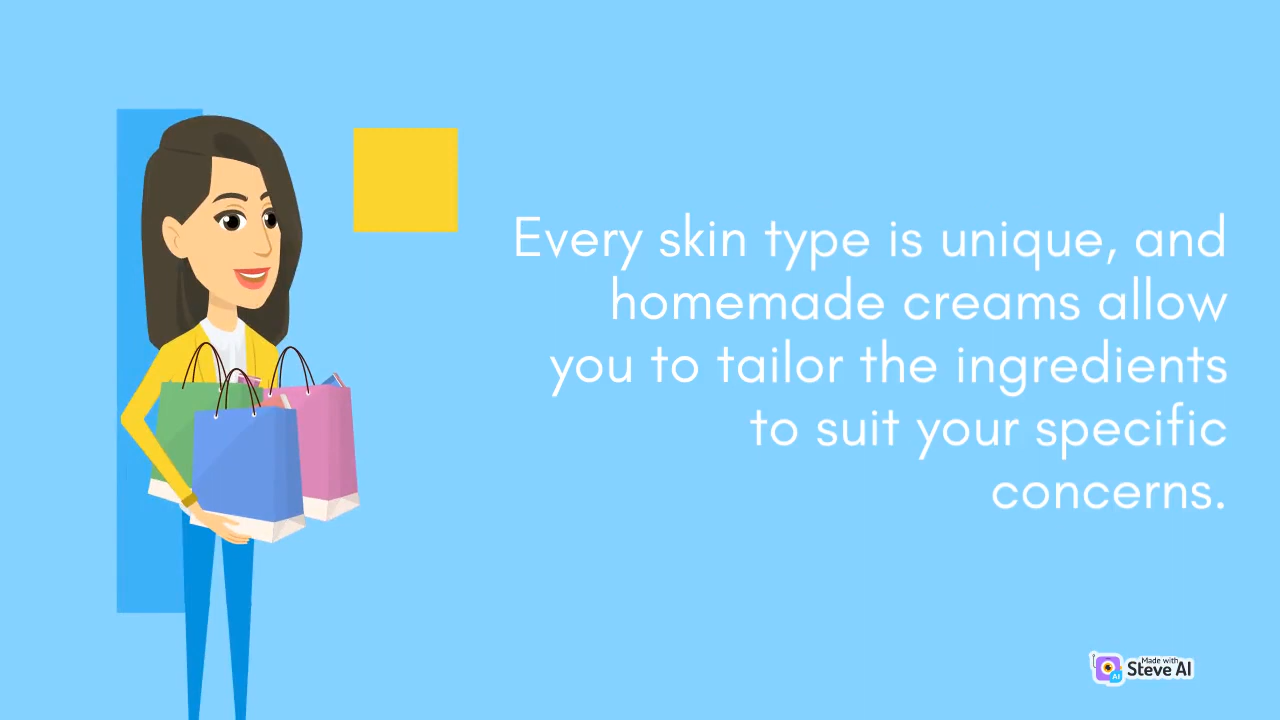 Every skin type is unique, and
homemade creams allow
you to tailor the ingredients
to suit your specific
concerns.
Made with
Steve AI
AI